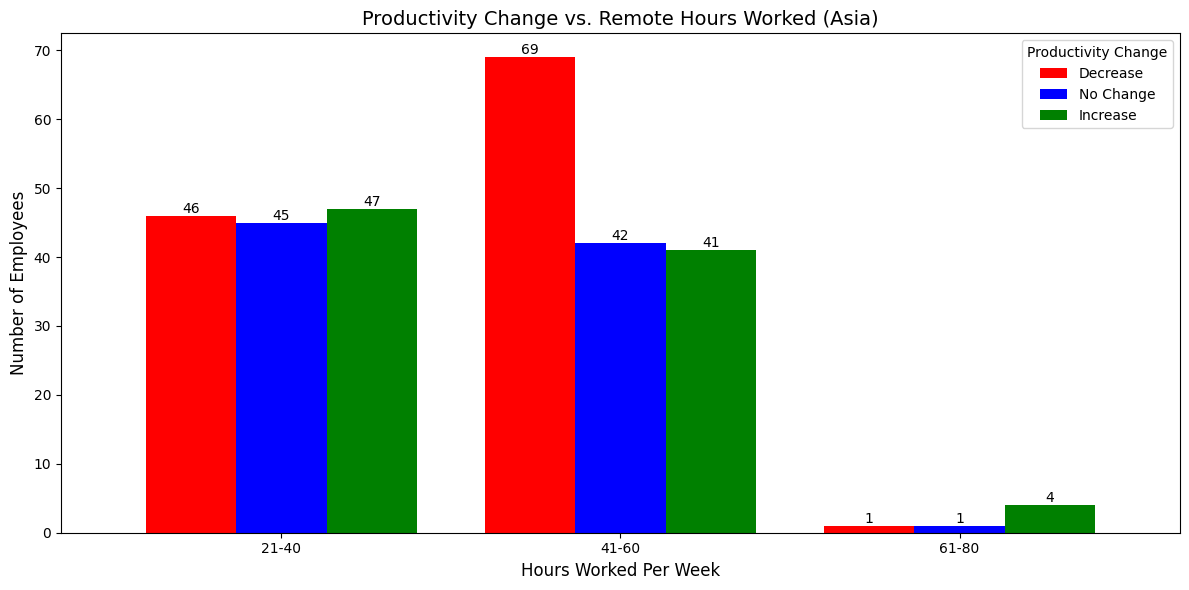 Productivity Change vs. Remote Hours Worked (Asia)
Number of Employees
70
60
50
40
30
20
10
0
46
45
47
69
42
41
1
1
4
21-40
41-60
61-80
Hours Worked Per Week
Productivity Change
Decrease
No Change
Increase